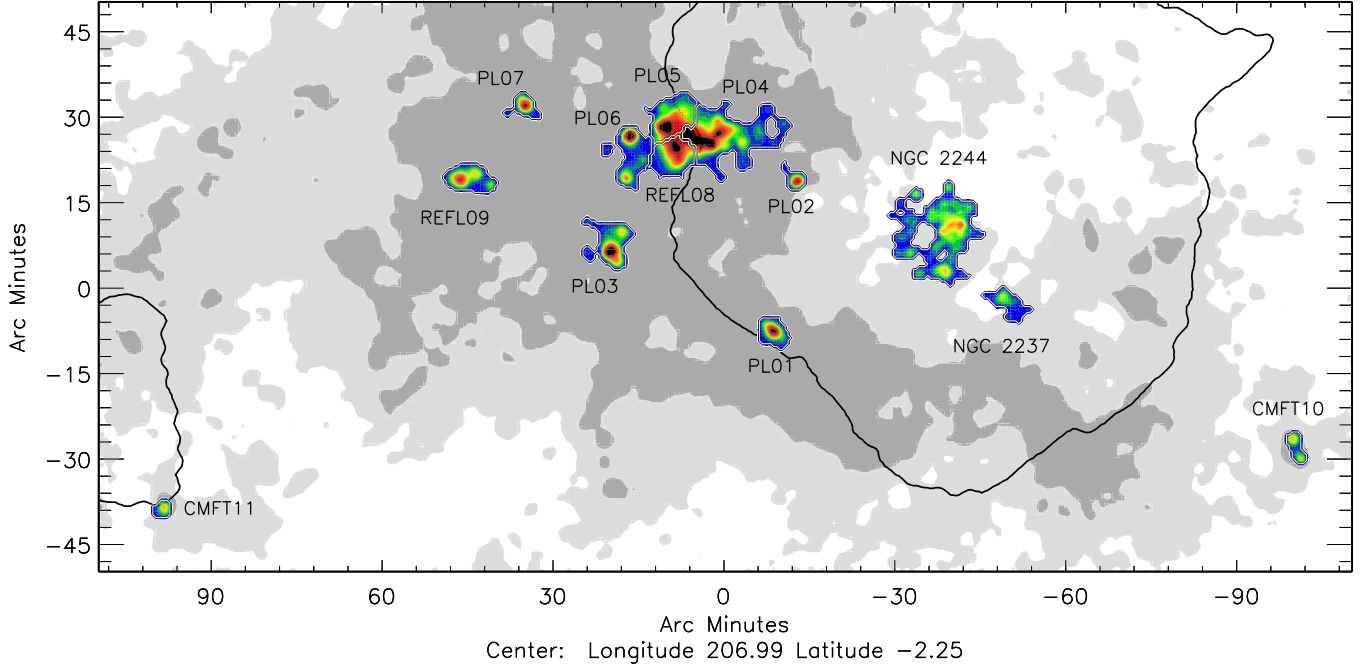 45
30
15
0
−15
−30
−45
Arc Minutes
PL07
PL05
PL04
PL06
NGC 2244
REFL08
PL02
REFL09
PL03
NGC 2237
PL01
CMFT10
CMFT11
90 60 30 0 −30 −60 −90
Arc Minutes
Center: Longitude 206.99 Latitude −2.25